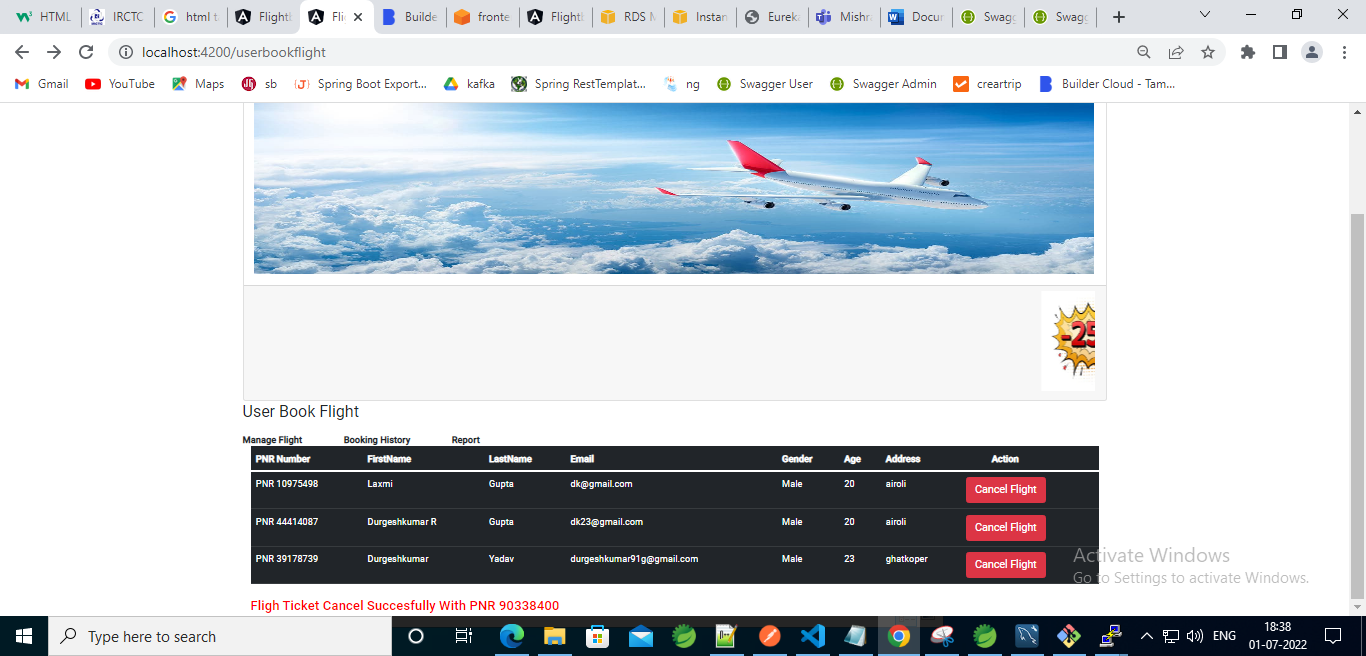 HTML IRCTC html t Flight Fli Builde fronte Flight RDS M Instan Eurek Mishr Docur Swagg Swagg
localhost:4200/userbookflight
Gmail YouTube Maps sb Spring Boot Export... kafka Spring RestTemplat... ng Swagger User Swagger Admin creartrip Builder Cloud - Tam...
-25
User Book Flight
Manage Flight Booking History Report
PNR Number FirstName LastName Email Gender Age Address Action
PNR 10975498 Laxmi Gupta dk@gmail.com Male 20 airoli Cancel Flight
PNR 44414087 Durgeshkumar R Gupta dk23@gmail.com Male 20 airoli Cancel Flight
PNR 39178739 Durgeshkumar Yadav durgeshkumar91g@gmail.com Male 23 ghatkoper Cancel Flight
Activate Windows
Go to Settings to activate Windows.
Fligh Ticket Cancel Succesfully With PNR 90338400
Type here to search
ENG
18:38
01-07-2022